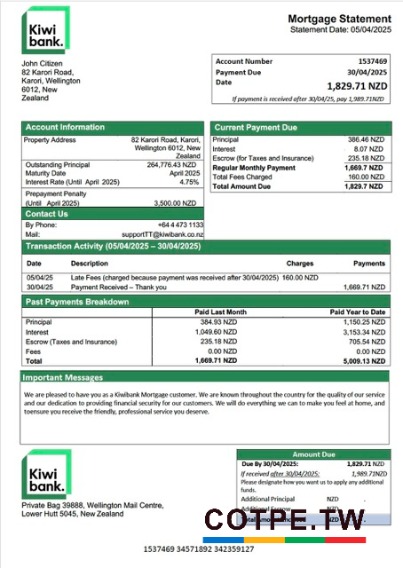 Kiwi
bank.
Mortgage Statement
Statement Date: 05/04/2025
John Citizen
82 Karori Road,
Karori, Wellington
6012, New
Zealand
Account Number 1537469
Payment Due 30/04/2025
Date 1,829.71 NZD
If payment is received after 30/04/25, pay 1,989.71NZD
Account Information
Property Address 82 Karori Road, Karori,
Wellington 6012, New
Zealand
Outstanding Principal 264,776.43 NZD
Maturity Date April 2025
Interest Rate (Until April 2025) 4.75%
Prepayment Penalty
(Until April 2025) 3,500.00 NZD
Current Payment Due
Principal 386.46 NZD
Interest 8.07 NZD
Escrow (for Taxes and Insurance) 235.18 NZD
Regular Monthly Payment 1,669.7 NZD
Total Fees Charged 160.00 NZD
Total Amount Due 1,829.7 NZD
Contact Us
By Phone: +64 4 473 1133
Mail: supportTT@kiwibank.co.nz
Transaction Activity (05/04/2025 – 30/04/2025)
Date Description Charges Payments
05/04/25 Late Fees (charged because payment was received after 30/04/2025) 160.00 NZD
30/04/25 Payment Received – Thank you 1,669.71 NZD
Past Payments Breakdown
Paid Last Month Paid Year to Date
Principal 384.93 NZD 1,150.25 NZD
Interest 1,049.60 NZD 3,153.34 NZD
Escrow (Taxes and Insurance) 235.18 NZD 705.54 NZD
Fees 0.00 NZD 0.00 NZD
Total 1,669.71 NZD 5,009.13 NZD
Important Messages
We are pleased to have you as a Kiwibank Mortgage customer. We are known throughout the country for the quality of our service
and our dedication to providing financial security for our customers. We will do everything we can to make you feel at home, and
toensure you receive the friendly, professional service you deserve.
Kiwi
bank.
Private Bag 39888, Wellington Mail Centre,
Lower Hutt 5045, New Zealand
Amount Due
Due By 30/04/2025: 1,829.71 NZD
If received after 30/04/2025: 1,989.71NZD
Please designate how you want us to apply any additional
funds.
Additional Principal NZD .
Additional NZD
COTPE.TW
1537469 34571892 342359127